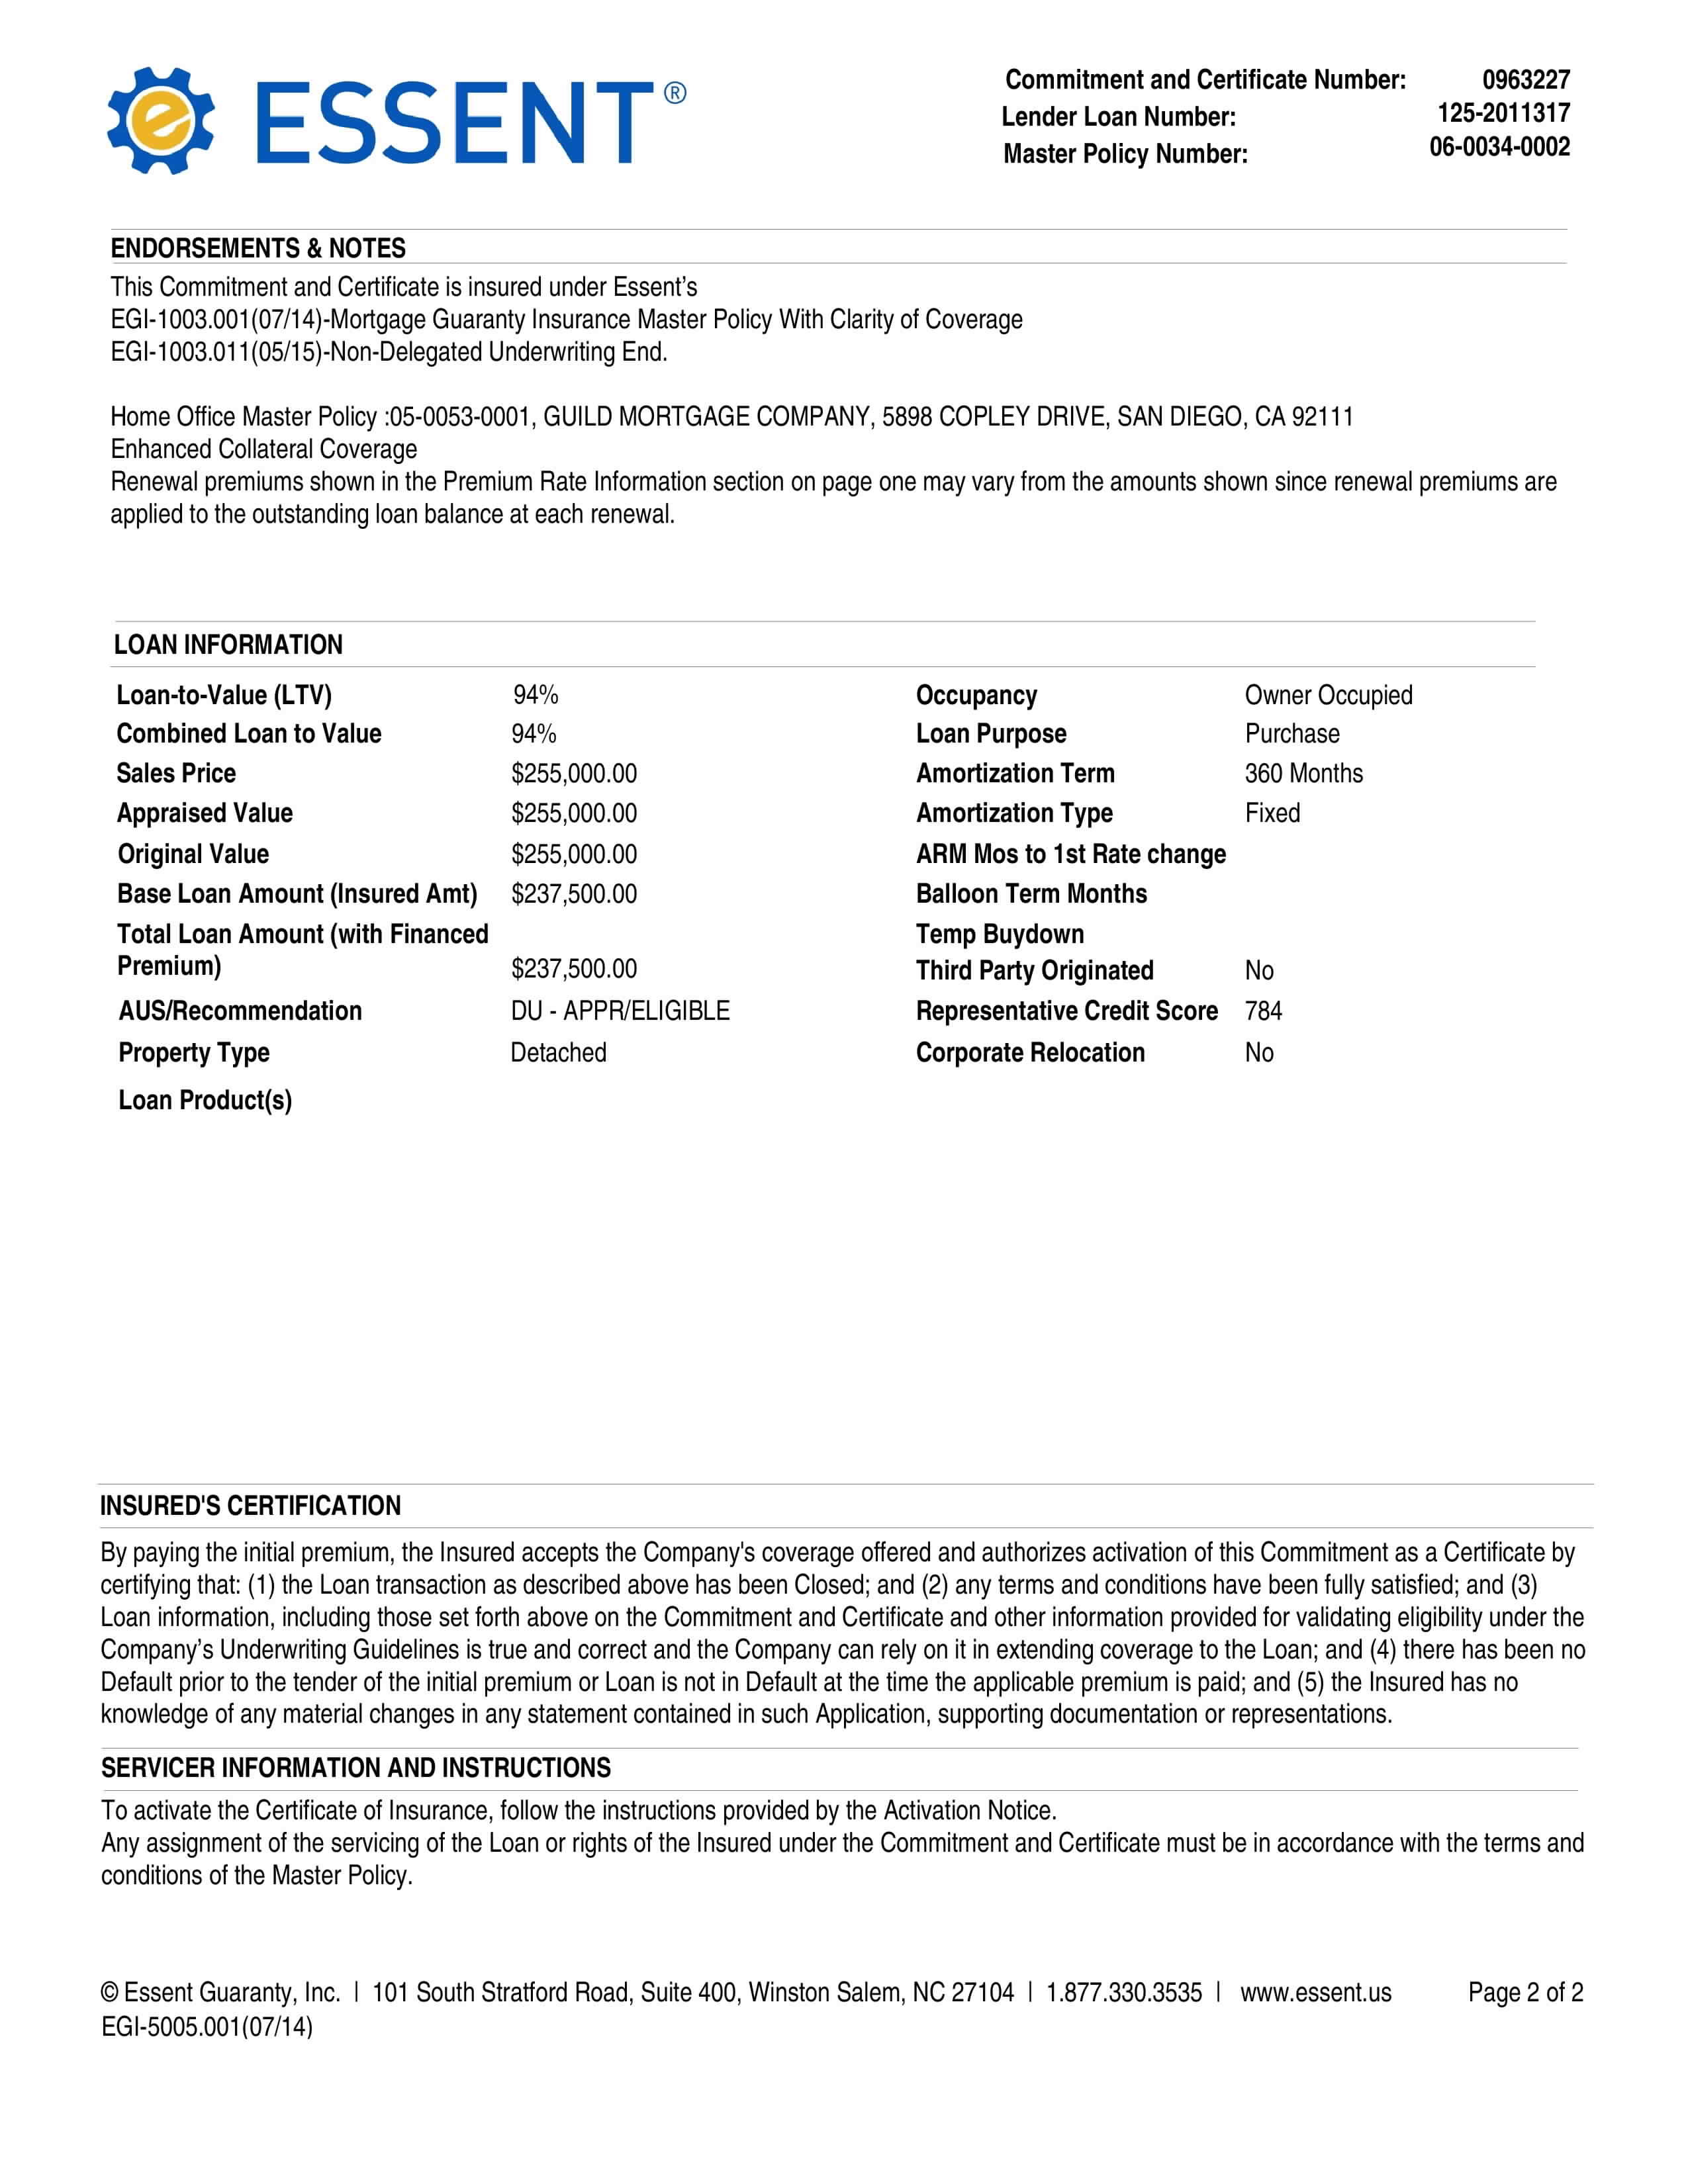 ESSENT®
Commitment and Certificate Number: 0963227
Lender Loan Number: 125-2011317
Master Policy Number: 06-0034-0002
ENDORSEMENTS & NOTES
This Commitment and Certificate is insured under Essent’s
EGI-1003.001(07/14)-Mortgage Guaranty Insurance Master Policy With Clarity of Coverage
EGI-1003.011(05/15)-Non-Delegated Underwriting End.
Home Office Master Policy :05-0053-0001, GUILD MORTGAGE COMPANY, 5898 COPLEY DRIVE, SAN DIEGO, CA 92111
Enhanced Collateral Coverage
Renewal premiums shown in the Premium Rate Information section on page one may vary from the amounts shown since renewal premiums are
applied to the outstanding loan balance at each renewal.
LOAN INFORMATION
Loan-to-Value (LTV) 94% Occupancy Owner Occupied
Combined Loan to Value 94% Loan Purpose Purchase
Sales Price $255,000.00 Amortization Term 360 Months
Appraised Value $255,000.00 Amortization Type Fixed
Original Value $255,000.00 ARM Mos to 1st Rate change
Base Loan Amount (Insured Amt) $237,500.00 Balloon Term Months
Total Loan Amount (with Financed Temp Buydown
Premium) $237,500.00 Third Party Originated No
AUS/Recommendation DU - APPR/ELIGIBLE Representative Credit Score 784
Property Type Detached Corporate Relocation No
Loan Product(s)
INSURED'S CERTIFICATION
By paying the initial premium, the Insured accepts the Company's coverage offered and authorizes activation of this Commitment as a Certificate by
certifying that: (1) the Loan transaction as described above has been Closed; and (2) any terms and conditions have been fully satisfied; and (3)
Loan information, including those set forth above on the Commitment and Certificate and other information provided for validating eligibility under the
Company’s Underwriting Guidelines is true and correct and the Company can rely on it in extending coverage to the Loan; and (4) there has been no
Default prior to the tender of the initial premium or Loan is not in Default at the time the applicable premium is paid; and (5) the Insured has no
knowledge of any material changes in any statement contained in such Application, supporting documentation or representations.
SERVICER INFORMATION AND INSTRUCTIONS
To activate the Certificate of Insurance, follow the instructions provided by the Activation Notice.
Any assignment of the servicing of the Loan or rights of the Insured under the Commitment and Certificate must be in accordance with the terms and
conditions of the Master Policy.
© Essent Guaranty, Inc. | 101 South Stratford Road, Suite 400, Winston Salem, NC 27104 | 1.877.330.3535 | www.essent.us Page 2 of 2
EGI-5005.001(07/14)